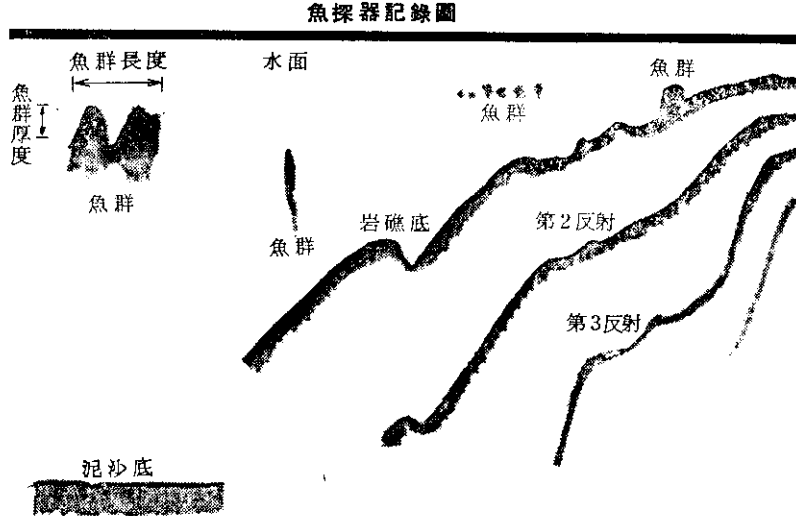 魚探器記錄圖
魚群長度
水面
魚群
魚群厚度
魚群
魚群
岩礁底
魚群
第2反射
第3反射
泥沙底